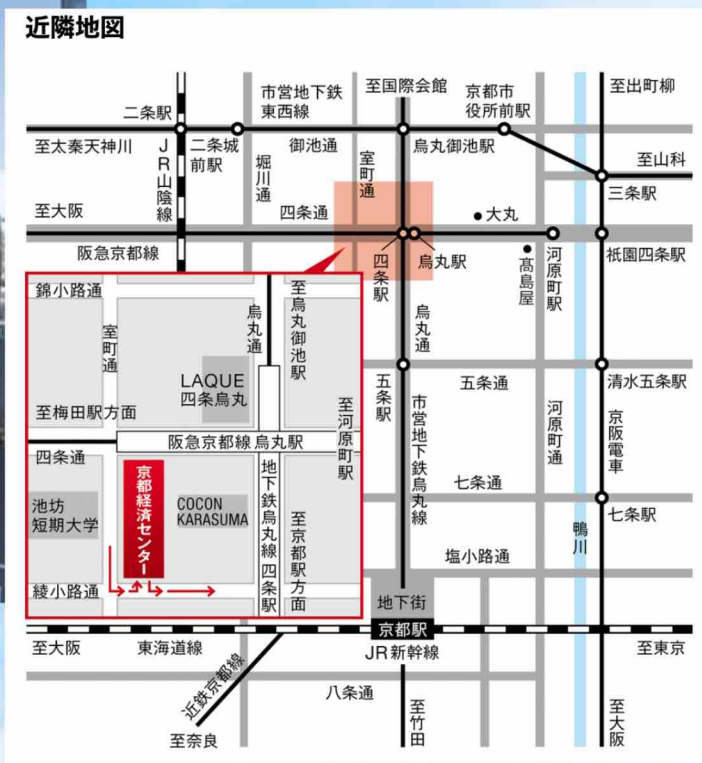 近隣地図
至国際会館
至出町柳
市営地下鉄
東西線
京都市
役所前駅
二条駅
至太秦天神川
JR山陰線
二条城
前駅
堀川通
御池通
室町通
烏丸御池駅
至山科
三条駅
至大阪
四条通
大丸
阪急京都線
四条駅
烏丸駅
髙島屋
河原町駅
祇園四条駅
錦小路通
室町通
烏丸通
至烏丸御池駅
LAQUE
四条烏丸
至梅田駅方面
至河原町駅
四条通
阪急京都線 烏丸駅
池坊
短期大学
京都経済センター
COCON
KARASUMA
地下鉄烏丸線 四条駅
至京都駅方面
綾小路通
烏丸通
五条駅
五条通
清水五条駅
市営地下鉄烏丸線
河原町通
京阪電車
七条通
七条駅
鴨川
塩小路通
地下街
京都駅
至大阪
東海道線
JR新幹線
至東京
近鉄京都線
八条通
至奈良
至竹田
至大阪